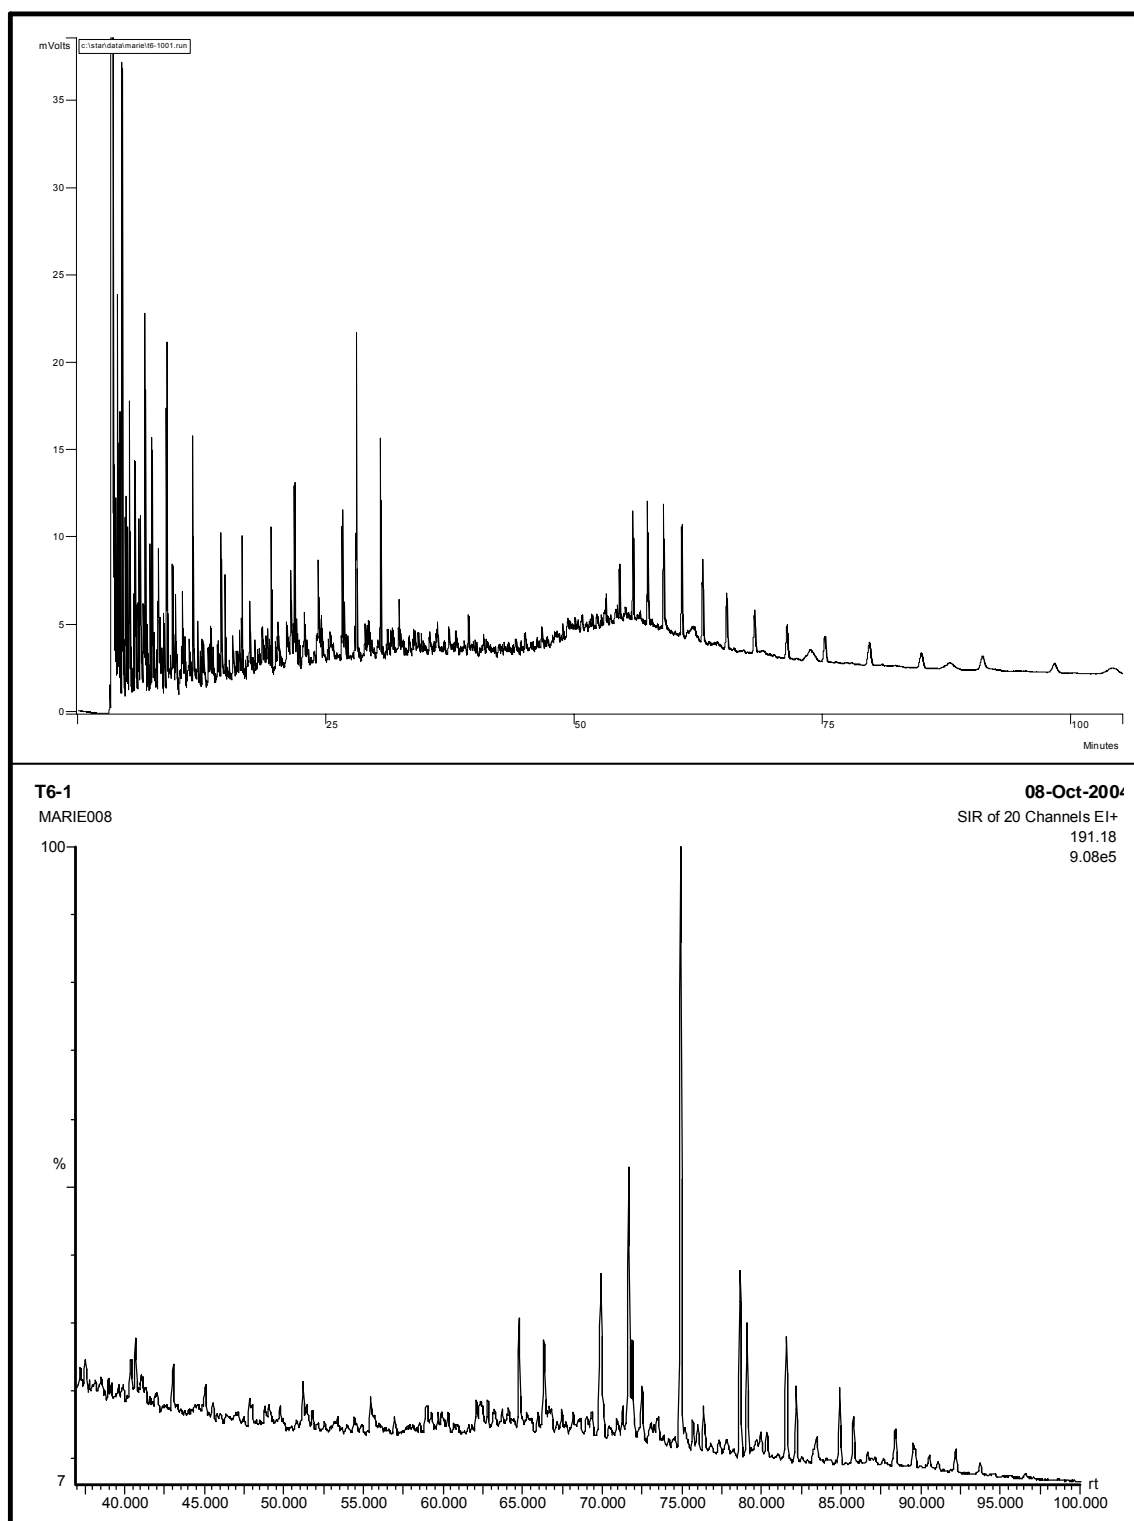 mVolts
c:\star\data\marie\t6-1001.run
35
30
25
20
15
10
5
0
25
50
75
100
Minutes
T6-1
08-Oct-2004
MARIE008
SIR of 20 Channels EI+
191.18
9.08e5
100
%
7
rt
40.000 45.000 50.000 55.000 60.000 65.000 70.000 75.000 80.000 85.000 90.000 95.000 100.000